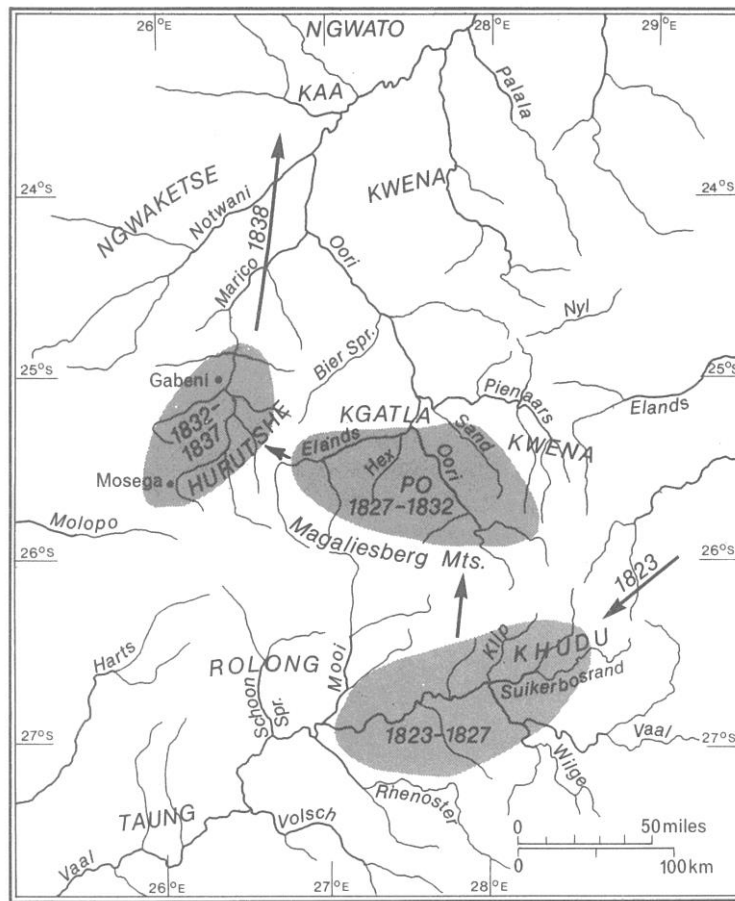 26°E
NGWATO
28°E
29°E
KAA
Palala
24°S
24°S
NGWAKETSE
KWENA
Notwani
1838
Marico
Oori
Nyl
Bier Spr.
25°S
25°S
Gabeni
Pienaars
Elands
KGATLA
Sand
KWENA
1832-
1837
HURUTSHE
Elands
Hex
Oori
Mosega
PO
1827-1832
Molopo
Magaliesberg Mts.
26°S
26°S
1823
Klip
KHUDU
Harts
ROLONG
Mooi
Suikerbosrand
Schoon
Spr.
27°S
1823-1827
Vaal
27°S
Wilge
Rhenoster
TAUNG
Volsch
0 50 miles
0 100 km
Vaal
26°E
27°E
28°E